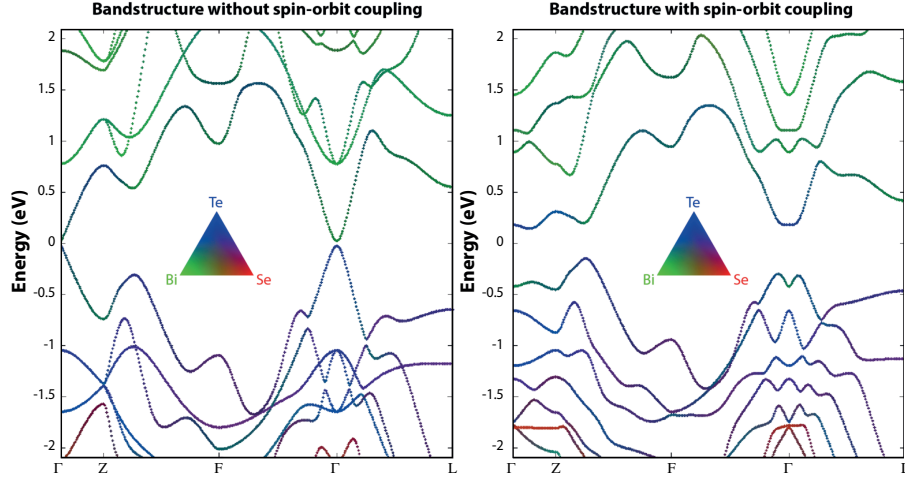 Bandstructure without spin-orbit coupling
Energy (eV)
2
1.5
1
0.5
0
-0.5
-1
-1.5
-2
Te
Bi
Se
Γ Z F Γ L
Bandstructure with spin-orbit coupling
Energy (eV)
2
1.5
1
0.5
0
-0.5
-1
-1.5
-2
Te
Bi
Se
Γ Z F Γ